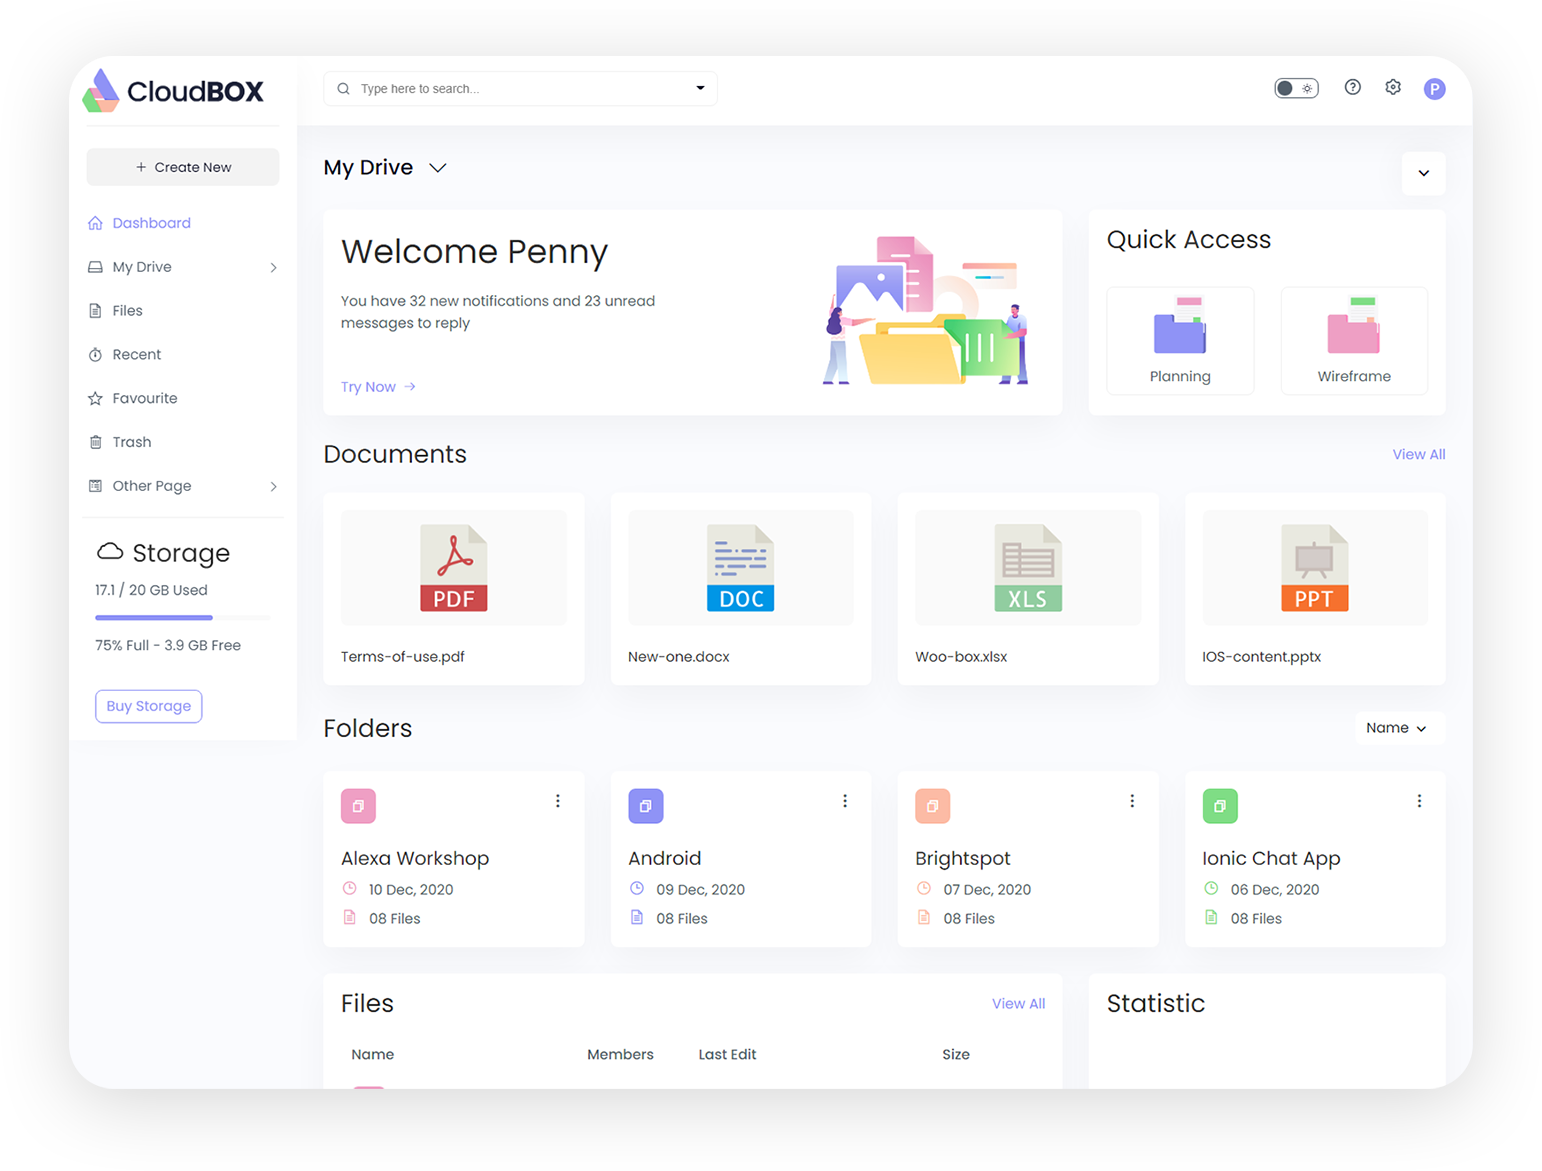 CloudBOX
Type here to search...
P
+ Create New
Dashboard
My Drive
Files
Recent
Favourite
Trash
Other Page
Storage
17.1 / 20 GB Used
75% Full - 3.9 GB Free
Buy Storage
My Drive
Welcome Penny
You have 32 new notifications and 23 unread
messages to reply
Try Now
Quick Access
Planning
Wireframe
Documents
View All
PDF
Terms-of-use.pdf
DOC
New-one.docx
XLS
Woo-box.xlsx
PPT
IOS-content.pptx
Folders
Name
Alexa Workshop
10 Dec, 2020
08 Files
Android
09 Dec, 2020
08 Files
Brightspot
07 Dec, 2020
08 Files
Ionic Chat App
06 Dec, 2020
08 Files
Files
View All
Name Members Last Edit Size
Statistic